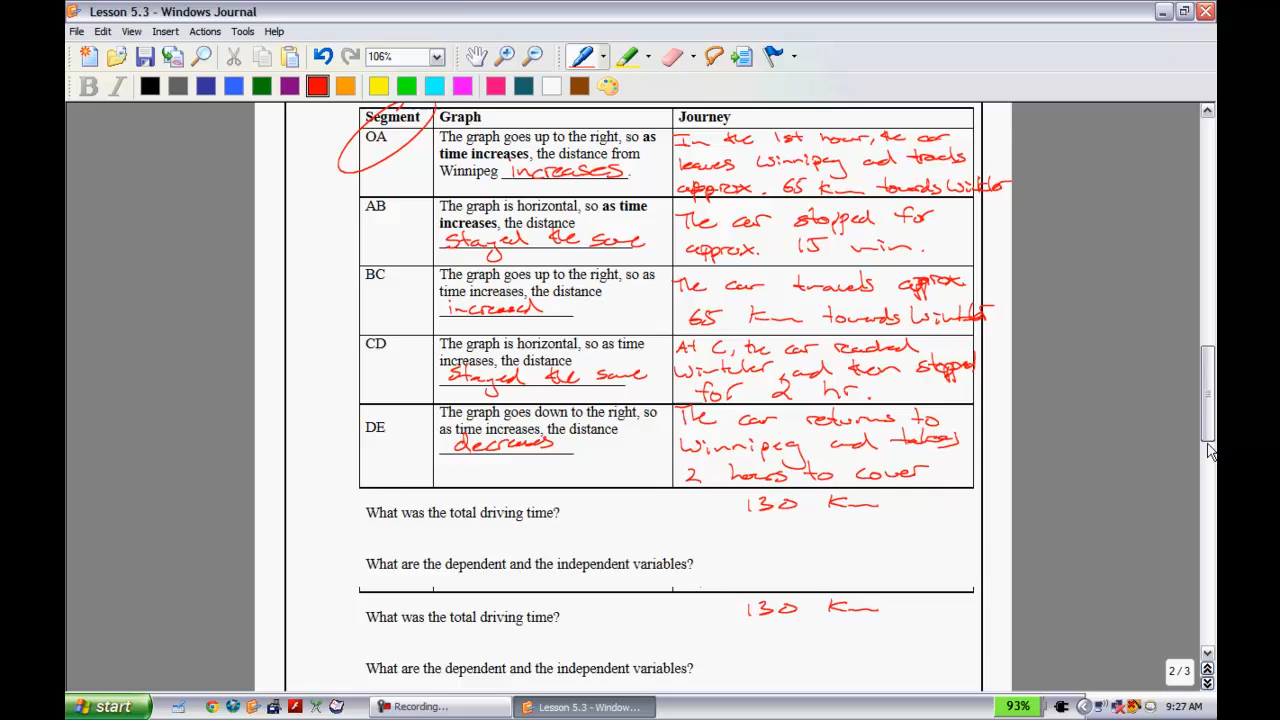 Lesson 5.3 - Windows Journal
File Edit View Insert Actions Tools Help
106%
B I
Segment Graph Journey
OA
The graph goes up to the right, so as
time increases, the distance from
Winnipeg increases.
In the 1st hour, the car
leaves Winnipeg and travels
approx. 65 km towards Winkler
AB
The graph is horizontal, so as time
increases, the distance
stayed the same
The car stopped for
approx. 15 min.
BC
The graph goes up to the right, so as
time increases, the distance
increased
The car travels approx
65 km towards Winkler
CD
The graph is horizontal, so as time
increases, the distance
stayed the same
At C, the car reached
Winkler, and then stopped
for 2 hr.
DE
The graph goes down to the right, so
as time increases, the distance
decreases
The car returns to
Winnipeg and takes
2 hours to cover
130 km
What was the total driving time?
What are the dependent and the independent variables?
130 km
What was the total driving time?
What are the dependent and the independent variables?
2/3
start
Recording...
Lesson 5.3 - Window...
93%
9:27 AM